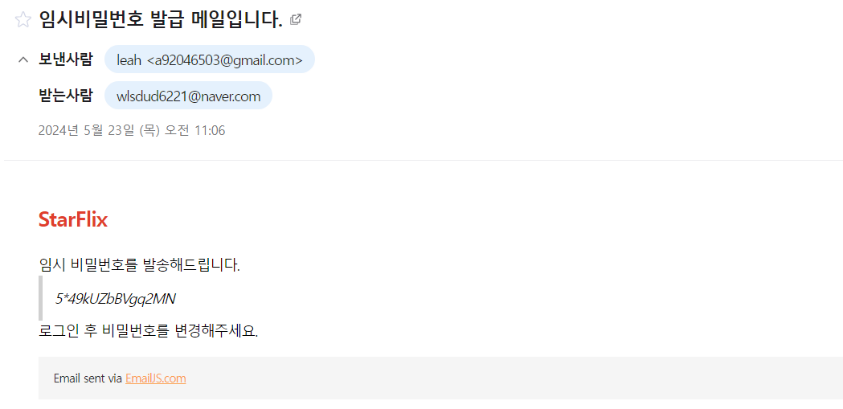 임시비밀번호 발급 메일입니다.
보낸사람 leah <a92046503@gmail.com>
받는사람 wlsdud6221@naver.com
2024년 5월 23일 (목) 오전 11:06
StarFlix
임시 비밀번호를 발송해드립니다.
5*49kUZbBVgq2MN
로그인 후 비밀번호를 변경해주세요.
Email sent via EmailJS.com